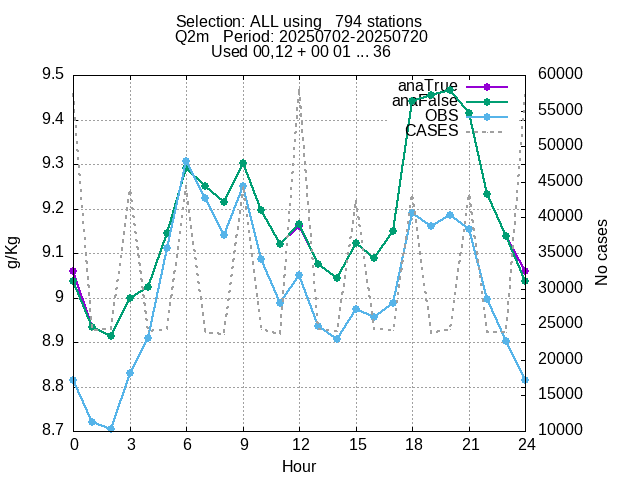 Selection: ALL using   794 stations
Q2m   Period: 20250702-20250720
Used 00,12 + 00 01 ... 36
anaTrue
anaFalse
OBS
CASES
9.5
9.4
9.3
9.2
9.1
9
8.9
8.8
8.7
g/Kg
60000
55000
50000
45000
40000
35000
30000
25000
20000
15000
10000
No cases
0 3 6 9 12 15 18 21 24
Hour